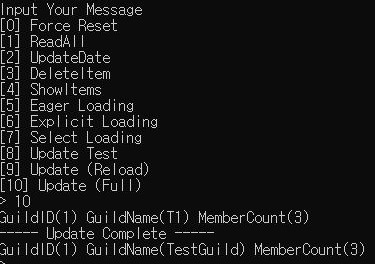 Input Your Message
[0] Force Reset
[1] ReadAll
[2] UpdateDate
[3] DeleteItem
[4] ShowItems
[5] Eager Loading
[6] Explicit Loading
[7] Select Loading
[8] Update Test
[9] Update (Reload)
[10] Update (Full)
> 10
GuildID(1) GuildName(T1) MemberCount(3)
----- Update Complete -----
GuildID(1) GuildName(TestGuild) MemberCount(3)
>